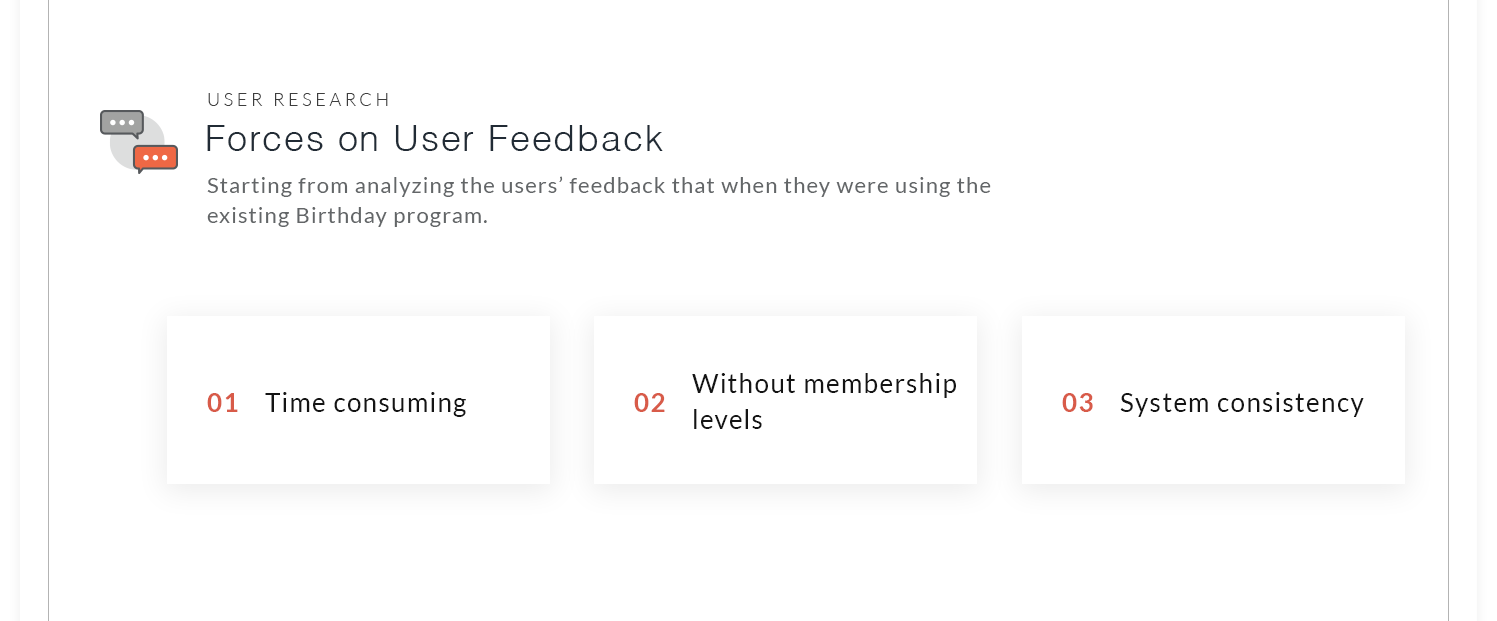 USER RESEARCH
Forces on User Feedback
Starting from analyzing the users’ feedback that when they were using the
existing Birthday program.
01 Time consuming
02 Without membership
levels
03 System consistency